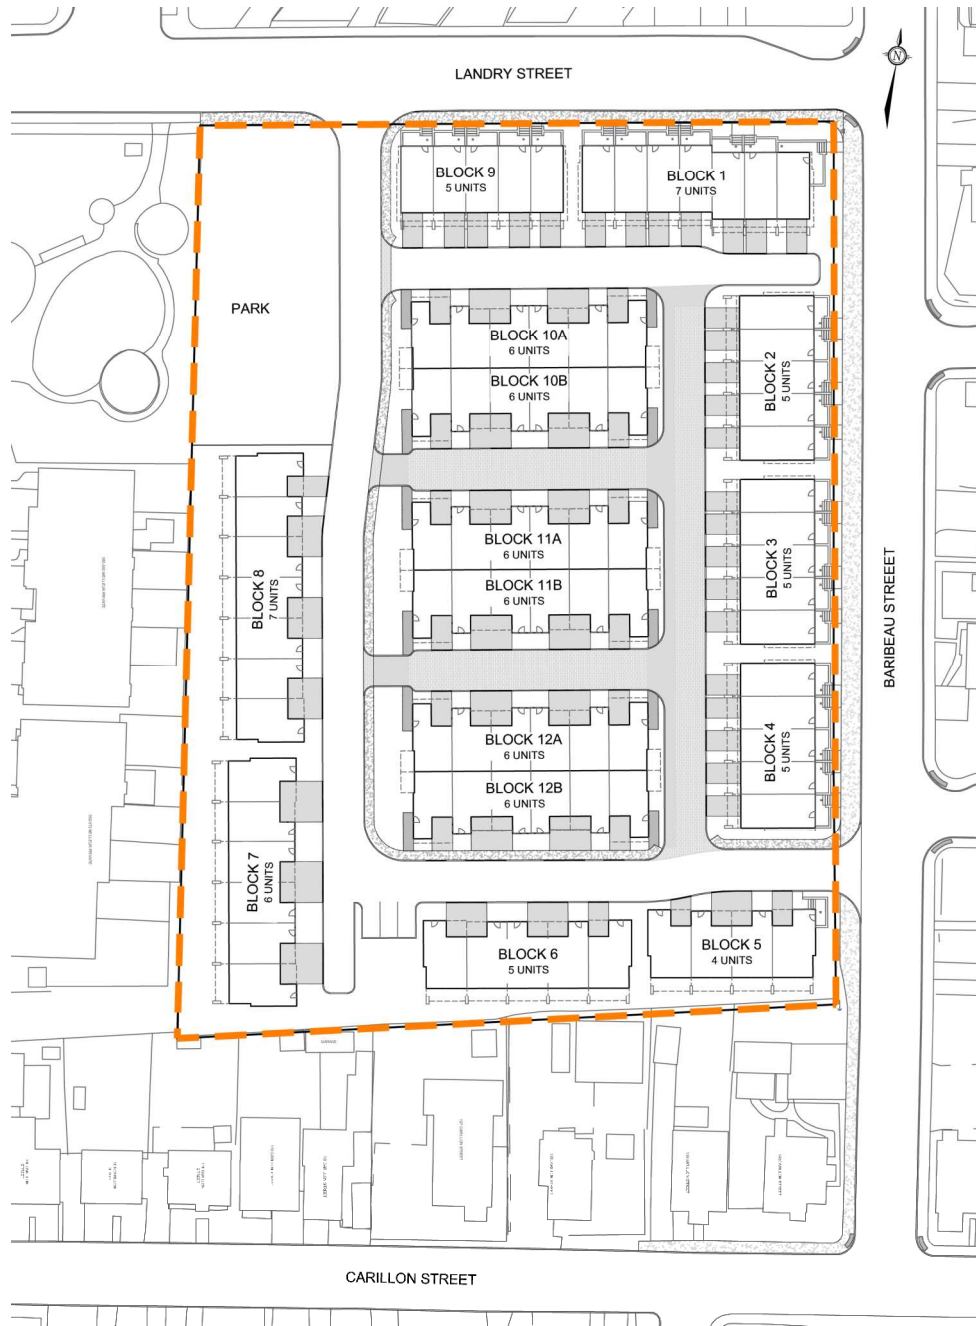 LANDRY STREET
N
BLOCK 9
5 UNITS
BLOCK 1
7 UNITS
PARK
BLOCK 10A
6 UNITS
BLOCK 10B
6 UNITS
BLOCK 2
5 UNITS
BLOCK 11A
6 UNITS
BLOCK 11B
6 UNITS
BLOCK 3
5 UNITS
BLOCK 8
7 UNITS
BARIBEAU STREEET
BLOCK 12A
6 UNITS
BLOCK 12B
6 UNITS
BLOCK 4
5 UNITS
BLOCK 7
6 UNITS
BLOCK 6
5 UNITS
BLOCK 5
4 UNITS
CARILLON STREET